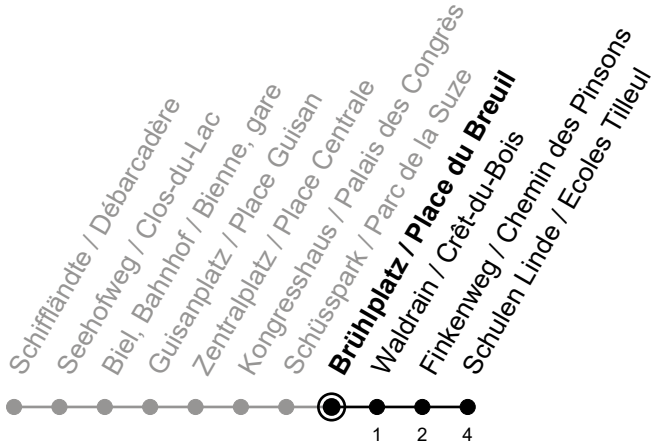 Schiffländte / Débarcadère
Seehofweg / Clos-du-Lac
Biel, Bahnhof / Bienne, gare
Guisanplatz / Place Guisan
Zentralplatz / Place Centrale
Kongresshaus / Palais des Congrès
Schüsspark / Parc de la Suze
Brühlplatz / Place du Breuil
Waldrain / Crêt-du-Bois
Finkenweg / Chemin des Pinsons
Schulen Linde / Ecoles Tilleul
1 2 4